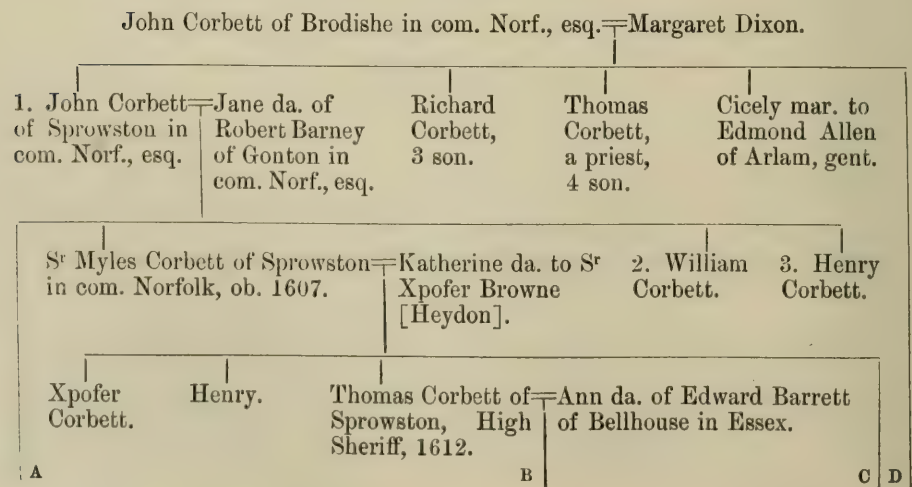 John Corbett of Brodishe in com. Norf., esq.=Margaret Dixon.
1. John Corbett=Jane da. of
of Sprowston in Robert Barney
com. Norf., esq. of Gonton in
com. Norf., esq.
Richard
Corbett,
3 son.
Thomas
Corbett,
a priest,
4 son.
Cicely mar. to
Edmond Allen
of Arlam, gent.
Sʳ Myles Corbett of Sprowston=Katherine da. to Sʳ
in com. Norfolk, ob. 1607. Xpofer Browne
[Heydon].
2. William
Corbett.
3. Henry
Corbett.
Xpofer
Corbett.
Henry.
Thomas Corbett of=Ann da. of Edward Barrett
Sprowston, High of Bellhouse in Essex.
Sheriff, 1612.
A B C D